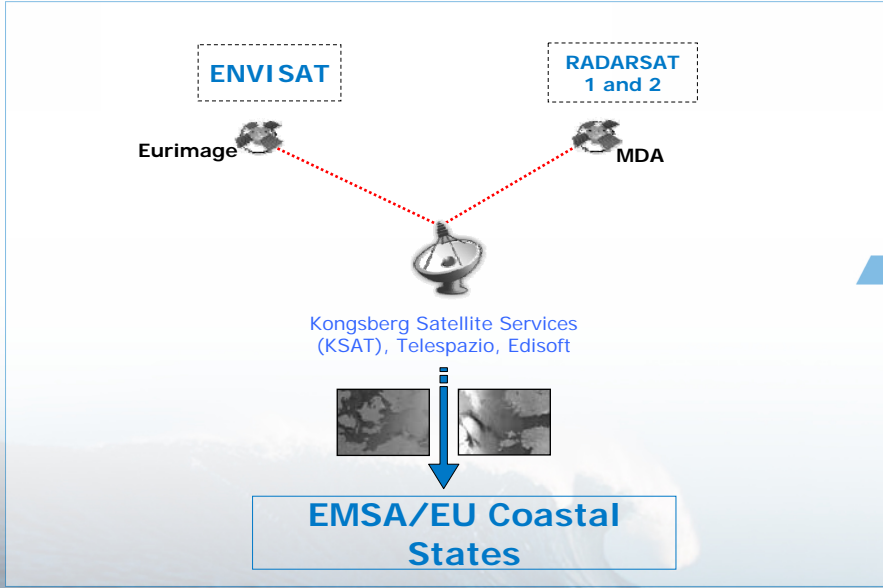 ENVISAT
RADARSAT
1 and 2
Eurimage
MDA
Kongsberg Satellite Services
(KSAT), Telespazio, Edisoft
EMSA/EU Coastal
States